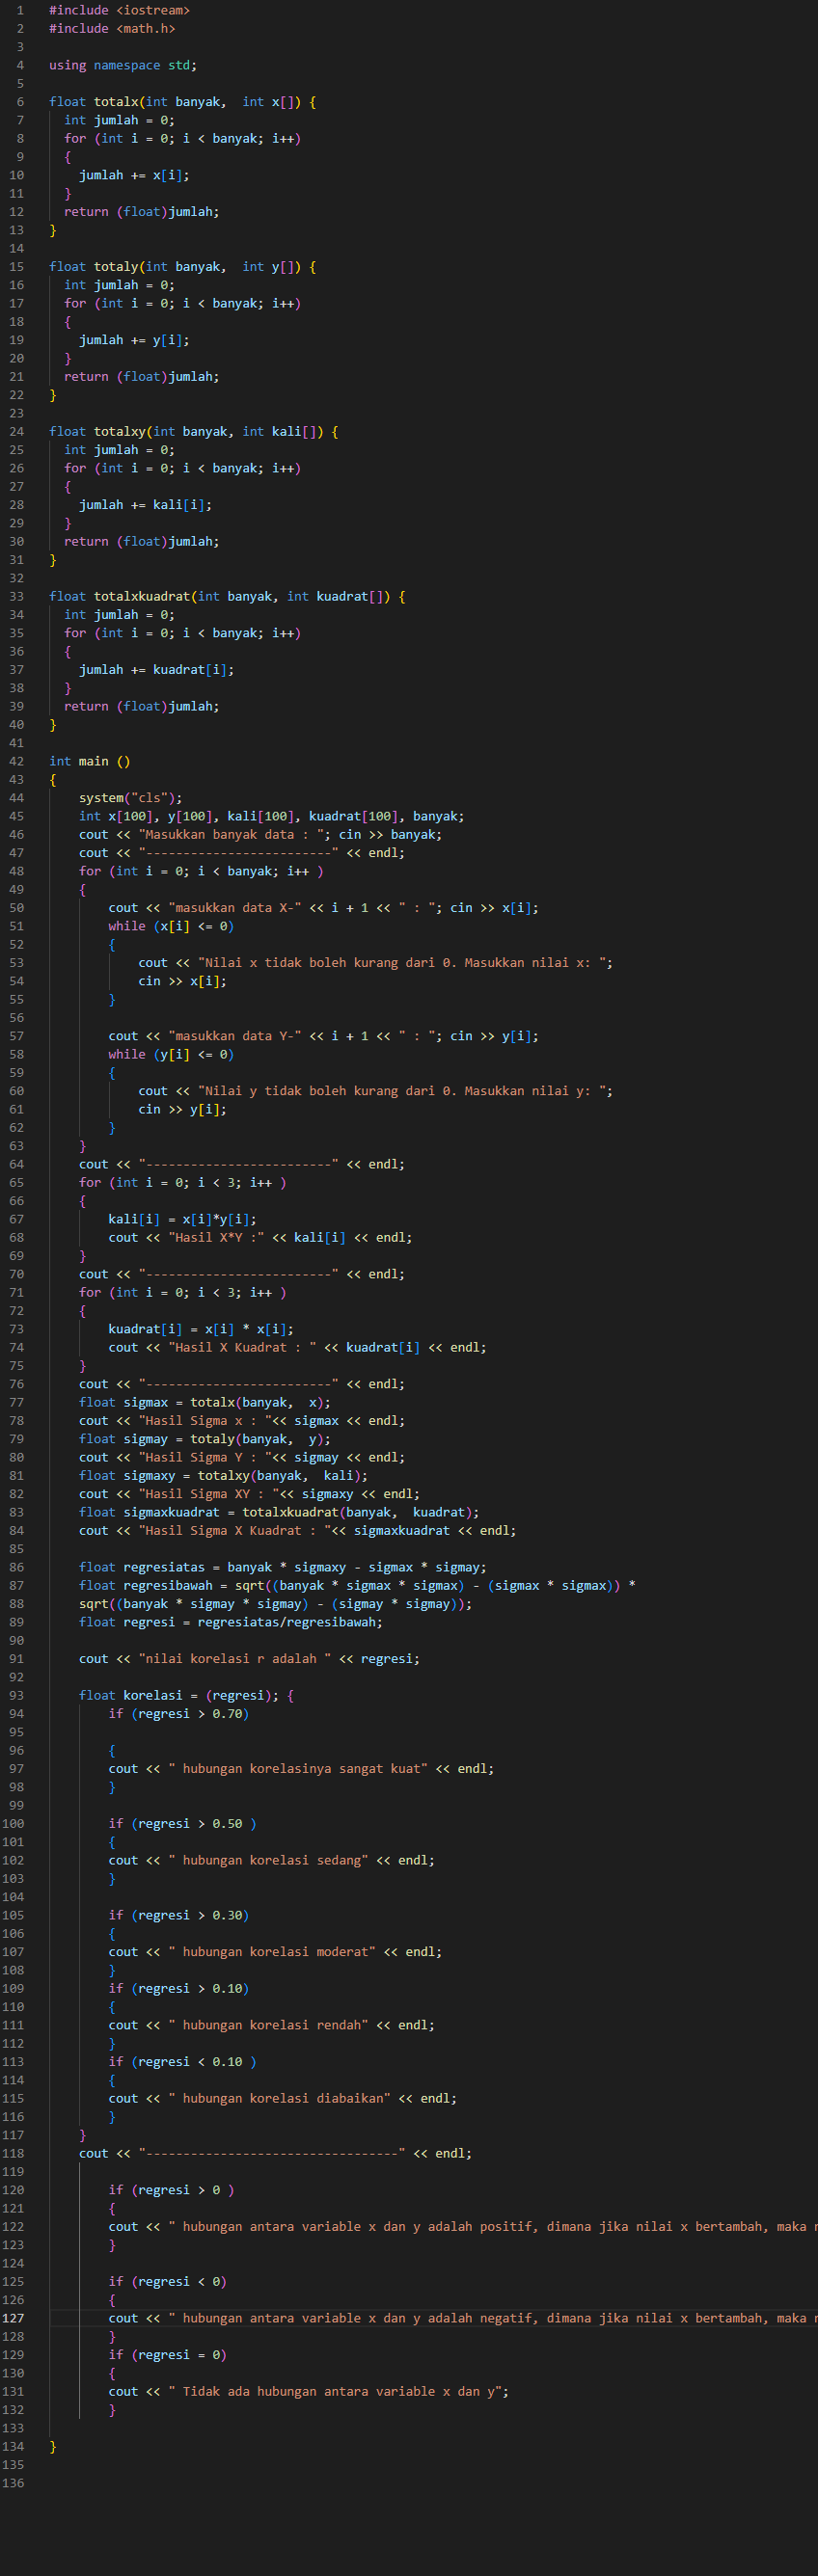 1 #include <iostream>
2 #include <math.h>
3
4 using namespace std;
5
6 float totalx(int banyak,  int x[]) {
7   int jumlah = 0;
8   for (int i = 0; i < banyak; i++)
9   {
10     jumlah += x[i];
11   }
12   return (float)jumlah;
13 }
14
15 float totaly(int banyak,  int y[]) {
16   int jumlah = 0;
17   for (int i = 0; i < banyak; i++)
18   {
19     jumlah += y[i];
20   }
21   return (float)jumlah;
22 }
23
24 float totalxy(int banyak, int kali[]) {
25   int jumlah = 0;
26   for (int i = 0; i < banyak; i++)
27   {
28     jumlah += kali[i];
29   }
30   return (float)jumlah;
31 }
32
33 float totalxkuadrat(int banyak, int kuadrat[]) {
34   int jumlah = 0;
35   for (int i = 0; i < banyak; i++)
36   {
37     jumlah += kuadrat[i];
38   }
39   return (float)jumlah;
40 }
41
42 int main ()
43 {
44     system("cls");
45     int x[100], y[100], kali[100], kuadrat[100], banyak;
46     cout << "Masukkan banyak data : "; cin >> banyak;
47     cout << "-------------------------" << endl;
48     for (int i = 0; i < banyak; i++ )
49     {
50         cout << "masukkan data X-" << i + 1 << " : "; cin >> x[i];
51         while (x[i] <= 0)
52         {
53             cout << "Nilai x tidak boleh kurang dari 0. Masukkan nilai x: ";
54             cin >> x[i];
55         }
56
57         cout << "masukkan data Y-" << i + 1 << " : "; cin >> y[i];
58         while (y[i] <= 0)
59         {
60             cout << "Nilai y tidak boleh kurang dari 0. Masukkan nilai y: ";
61             cin >> y[i];
62         }
63     }
64     cout << "-------------------------" << endl;
65     for (int i = 0; i < 3; i++ )
66     {
67         kali[i] = x[i]*y[i];
68         cout << "Hasil X*Y :" << kali[i] << endl;
69     }
70     cout << "-------------------------" << endl;
71     for (int i = 0; i < 3; i++ )
72     {
73         kuadrat[i] = x[i] * x[i];
74         cout << "Hasil X Kuadrat : " << kuadrat[i] << endl;
75     }
76     cout << "-------------------------" << endl;
77     float sigmax = totalx(banyak,  x);
78     cout << "Hasil Sigma x : "<< sigmax << endl;
79     float sigmay = totaly(banyak,  y);
80     cout << "Hasil Sigma Y : "<< sigmay << endl;
81     float sigmaxy = totalxy(banyak,  kali);
82     cout << "Hasil Sigma XY : "<< sigmaxy << endl;
83     float sigmaxkuadrat = totalxkuadrat(banyak,  kuadrat);
84     cout << "Hasil Sigma X Kuadrat : "<< sigmaxkuadrat << endl;
85
86     float regresiatas = banyak * sigmaxy - sigmax * sigmay;
87     float regresibawah = sqrt((banyak * sigmax * sigmax) - (sigmax * sigmax)) *
88     sqrt((banyak * sigmay * sigmay) - (sigmay * sigmay));
89     float regresi = regresiatas/regresibawah;
90
91     cout << "nilai korelasi r adalah " << regresi;
92
93     float korelasi = (regresi); {
94         if (regresi > 0.70)
95
96         {
97         cout << " hubungan korelasinya sangat kuat" << endl;
98         }
99
100         if (regresi > 0.50 )
101         {
102         cout << " hubungan korelasi sedang" << endl;
103         }
104
105         if (regresi > 0.30)
106         {
107         cout << " hubungan korelasi moderat" << endl;
108         }
109         if (regresi > 0.10)
110         {
111         cout << " hubungan korelasi rendah" << endl;
112         }
113         if (regresi < 0.10 )
114         {
115         cout << " hubungan korelasi diabaikan" << endl;
116         }
117     }
118     cout << "----------------------------------" << endl;
119
120         if (regresi > 0 )
121         {
122         cout << " hubungan antara variable x dan y adalah positif, dimana jika nilai x bertambah, maka
123         }
124
125         if (regresi < 0)
126         {
127         cout << " hubungan antara variable x dan y adalah negatif, dimana jika nilai x bertambah, maka
128         }
129         if (regresi = 0)
130         {
131         cout << " Tidak ada hubungan antara variable x dan y";
132         }
133
134 }
135
136